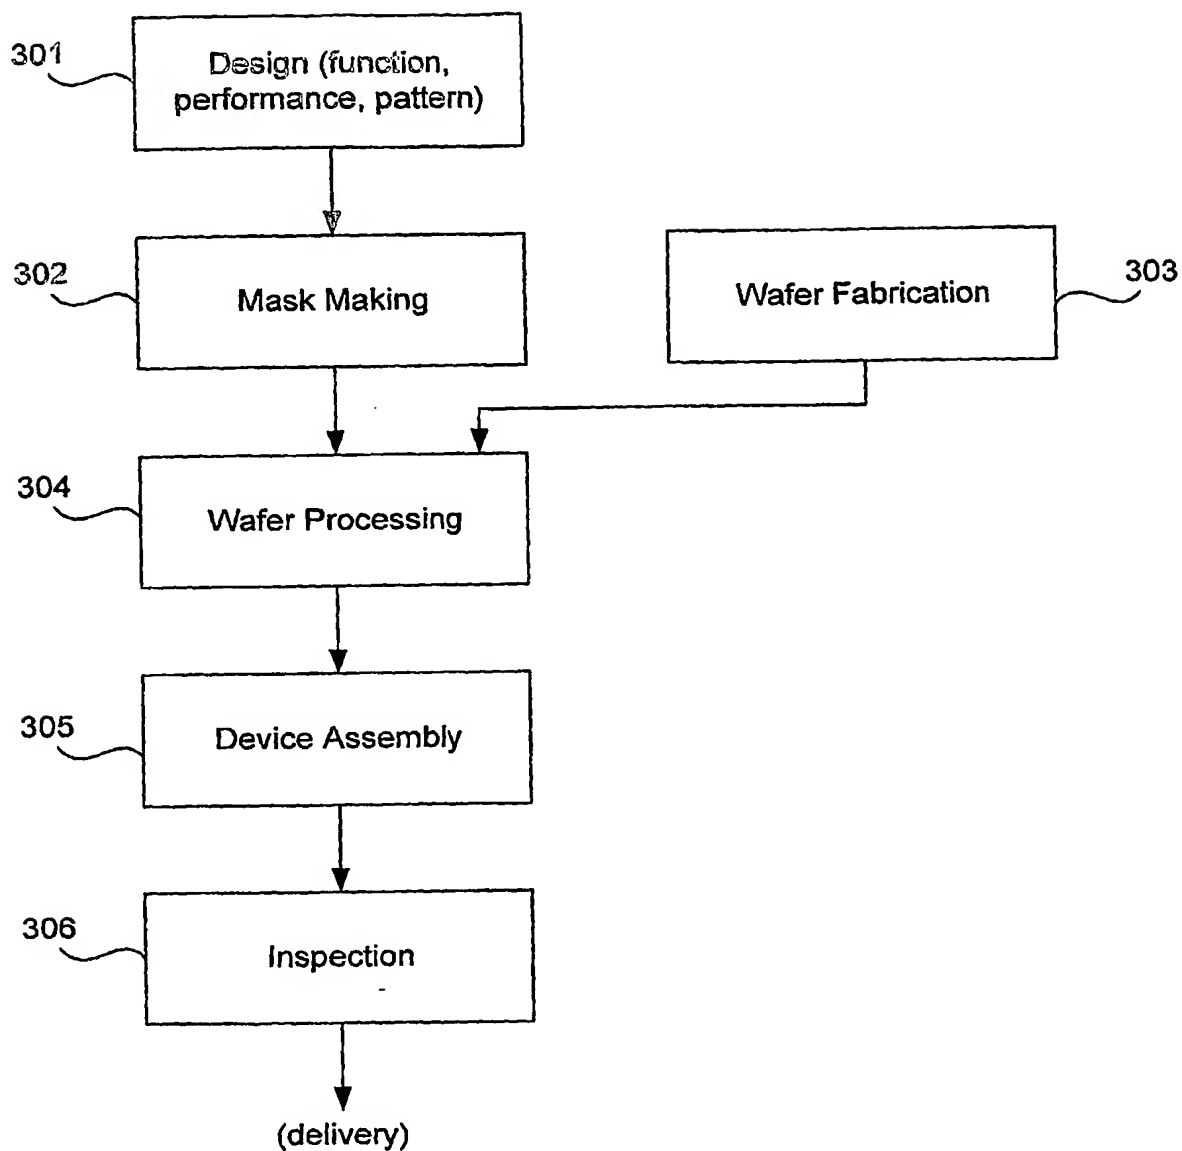 301
Design (function,
performance, pattern)
302
Mask Making
Wafer Fabrication
303
304
Wafer Processing
305
Device Assembly
306
Inspection
(delivery)